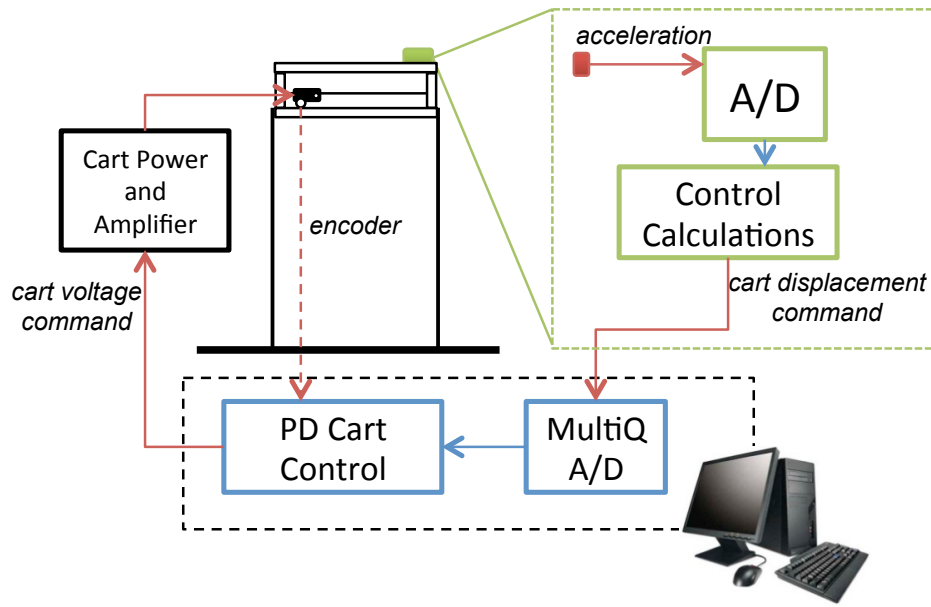 acceleration
A/D
Control
Calculations
cart displacement
command
Cart Power
and
Amplifier
encoder
cart voltage
command
PD Cart
Control
MultiQ
A/D